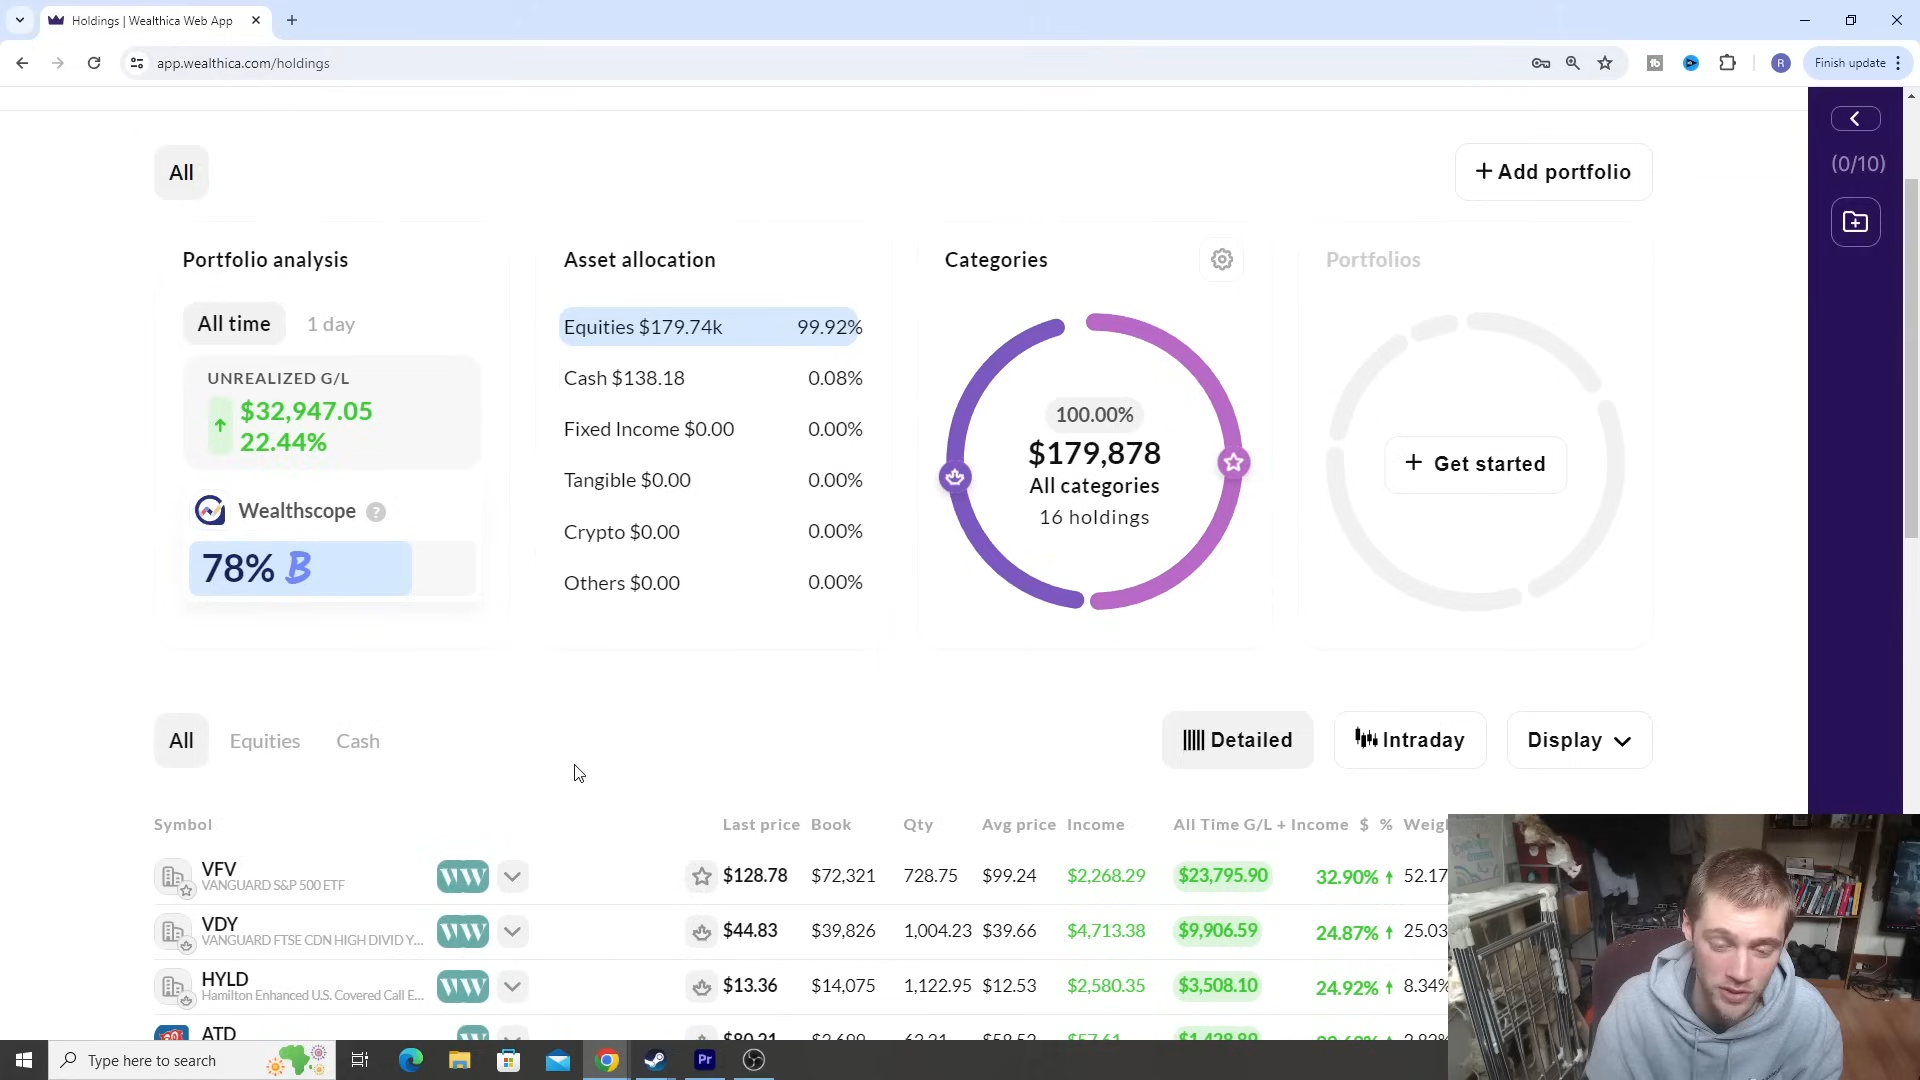 Holdings | Wealthica Web App
app.wealthica.com/holdings
R
Finish update
(0/10)
All
+ Add portfolio
Portfolio analysis
All time
1 day
UNREALIZED G/L
$32,947.05
22.44%
Wealthscope ?
78% B
Asset allocation
Equities $179.74k 99.92%
Cash $138.18 0.08%
Fixed Income $0.00 0.00%
Tangible $0.00 0.00%
Crypto $0.00 0.00%
Others $0.00 0.00%
Categories
100.00%
$179,878
All categories
16 holdings
Portfolios
+ Get started
All Equities Cash
Detailed Intraday Display
Symbol Last price Book Qty Avg price Income All Time G/L + Income $ %
VFV $128.78 $72,321 728.75 $99.24 $2,268.29 $23,795.90 32.90% 52.17
VANGUARD S&P 500 ETF
VDY $44.83 $39,826 1,004.23 $39.66 $4,713.38 $9,906.59 24.87% 25.03
VANGUARD FTSE CDN HIGH DIVID Y...
HYLD $13.36 $14,075 1,122.95 $12.53 $2,580.35 $3,508.10 24.92% 8.34%
Hamilton Enhanced U.S. Covered Call E...
ATD
Type here to search
Pr